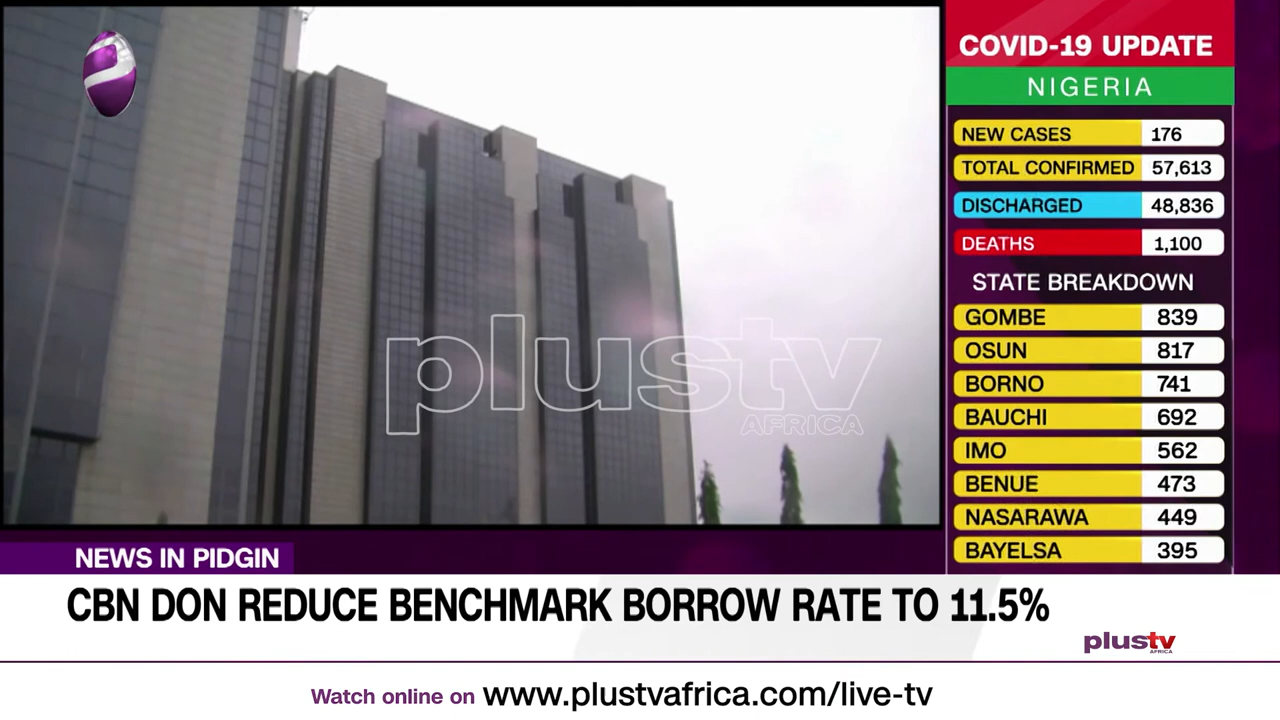 COVID-19 UPDATE
NIGERIA
NEW CASES 176
TOTAL CONFIRMED 57,613
DISCHARGED 48,836
DEATHS 1,100
STATE BREAKDOWN
GOMBE 839
OSUN 817
BORNO 741
BAUCHI 692
IMO 562
BENUE 473
NASARAWA 449
BAYELSA 395
plustv
AFRICA
NEWS IN PIDGIN
CBN DON REDUCE BENCHMARK BORROW RATE TO 11.5%
plustv
AFRICA
Watch online on www.plustvafrica.com/live-tv